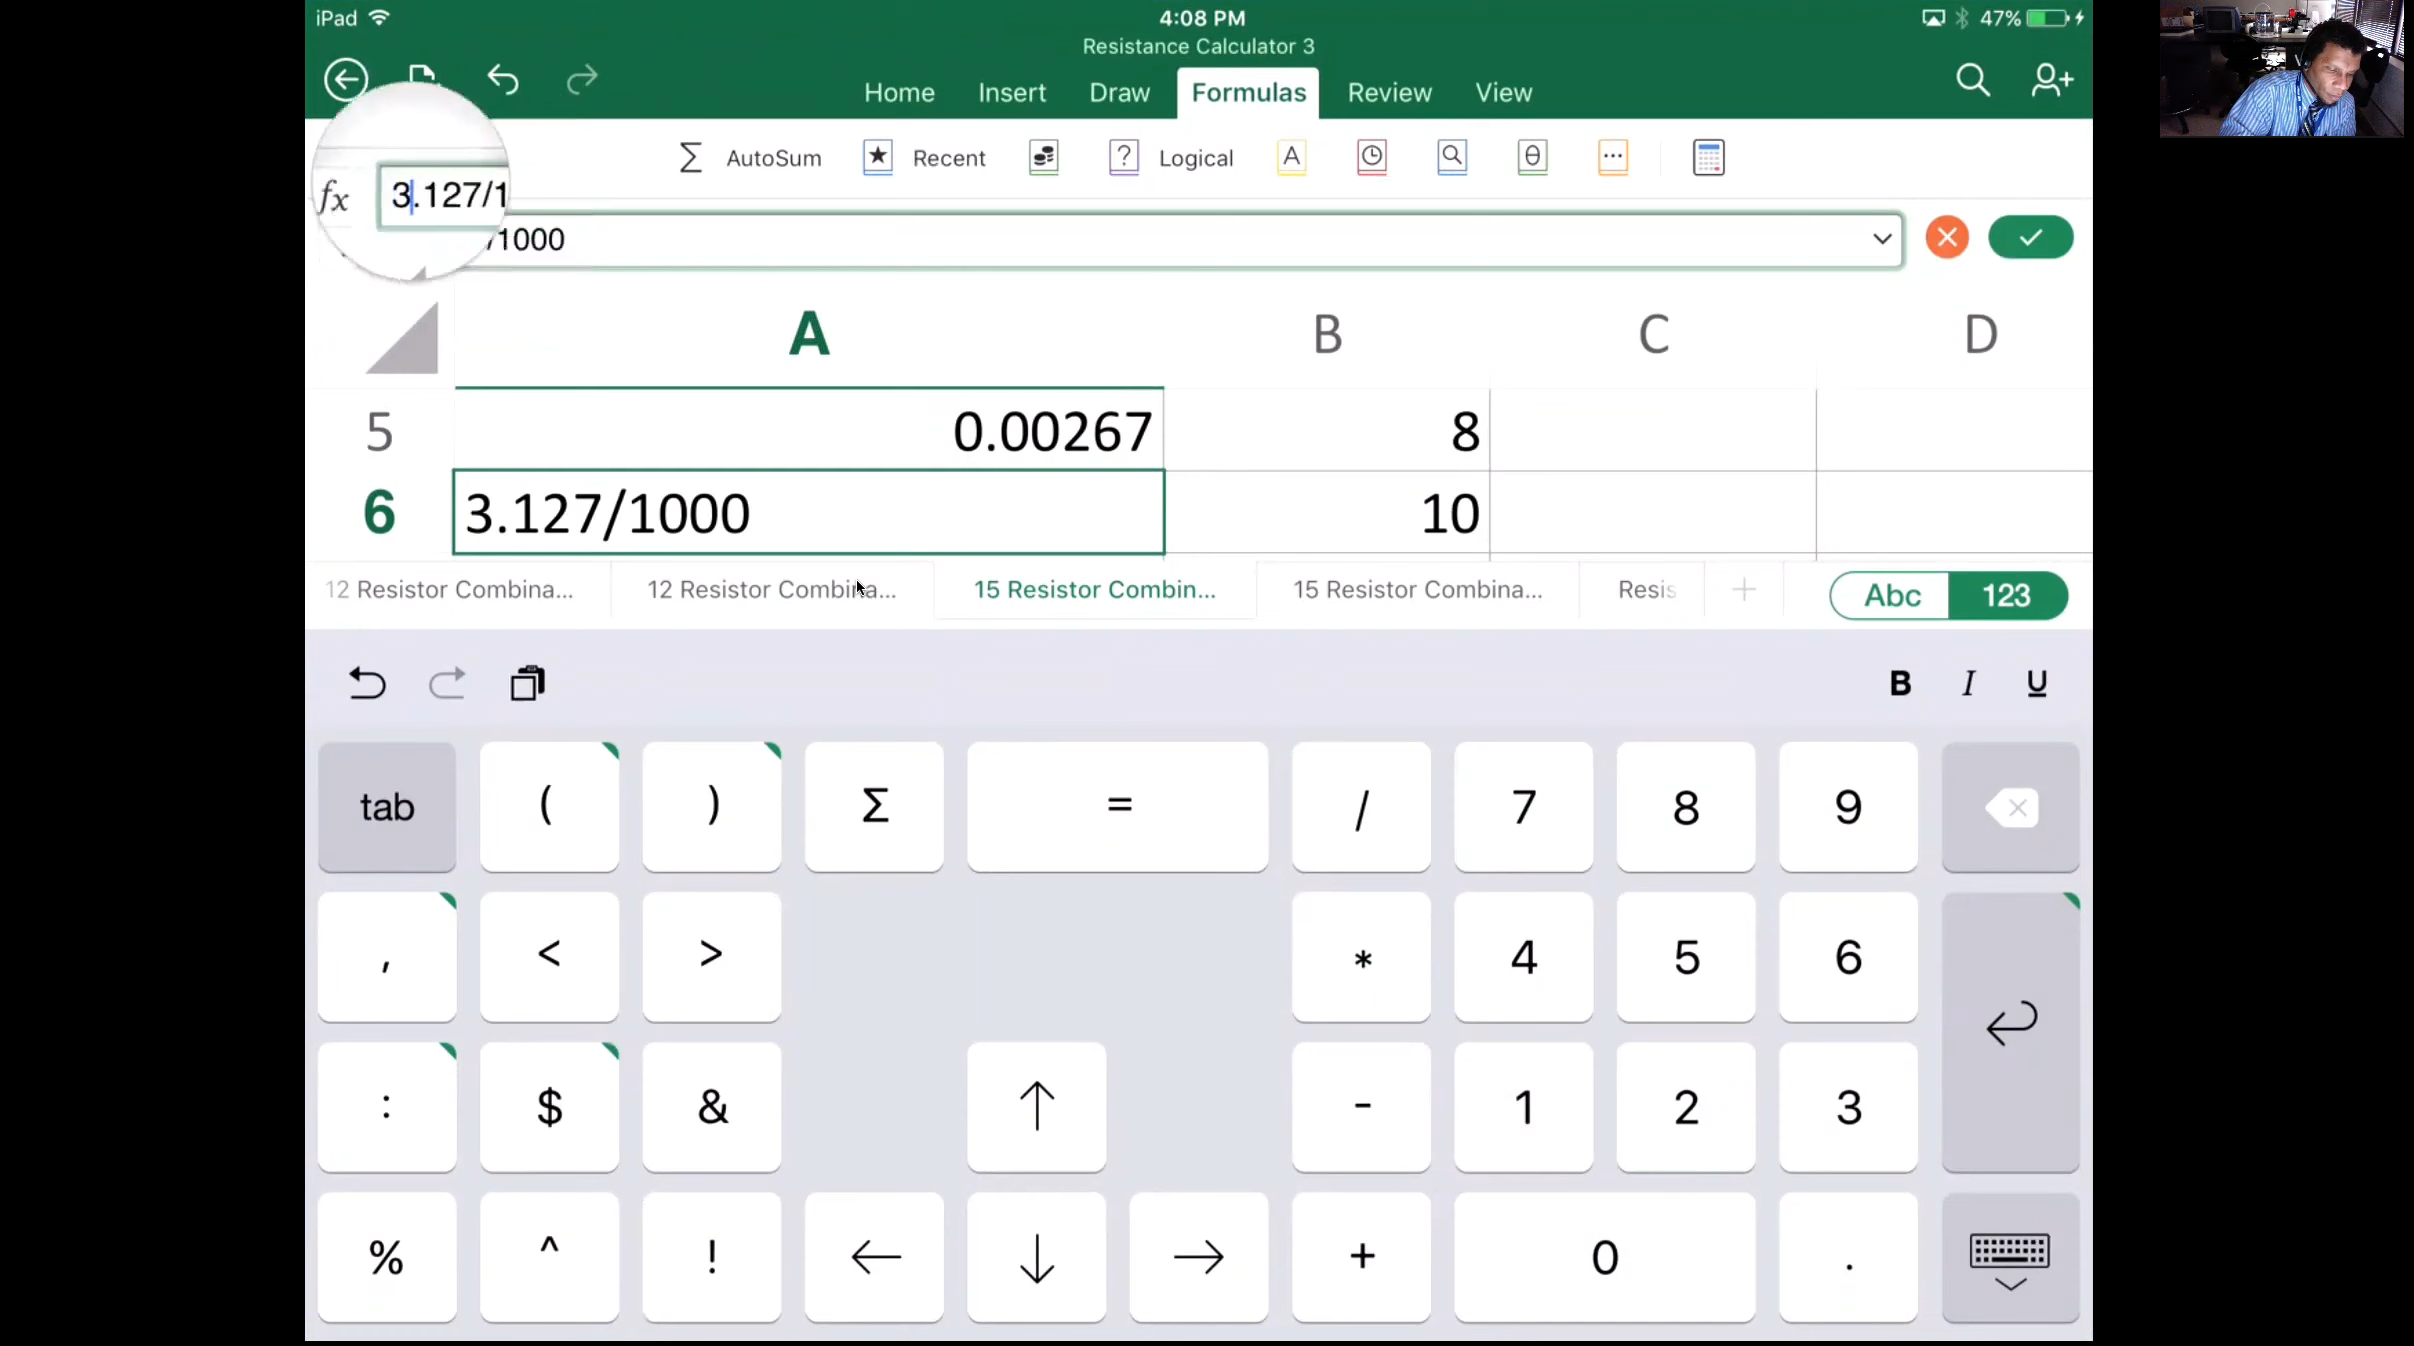 iPad
4:08 PM
47%
Resistance Calculator 3
Home
Insert
Draw
Formulas
Review
View
Σ AutoSum
Recent
? Logical
A
θ
fx 3.127/1
/1000
A
B
C
D
5
0.00267
8
6
3.127/1000
10
12 Resistor Combina...
12 Resistor Combina...
15 Resistor Combin...
15 Resistor Combina...
Resis
+
Abc
123
B I U
tab ( ) Σ = / 7 8 9
, < > * 4 5 6
: $ & ↑ - 1 2 3
% ^ ! ← ↓ → + 0 .